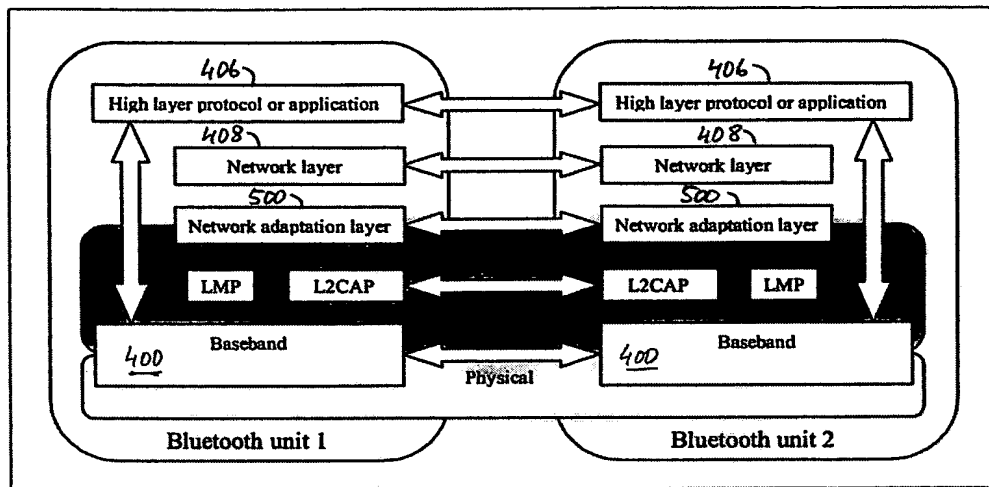 406 406
High layer protocol or application High layer protocol or application
408 408
Network layer Network layer
500 500
Network adaptation layer Network adaptation layer
LMP L2CAP L2CAP LMP
Baseband Baseband
400 400
Physical
Bluetooth unit 1 Bluetooth unit 2